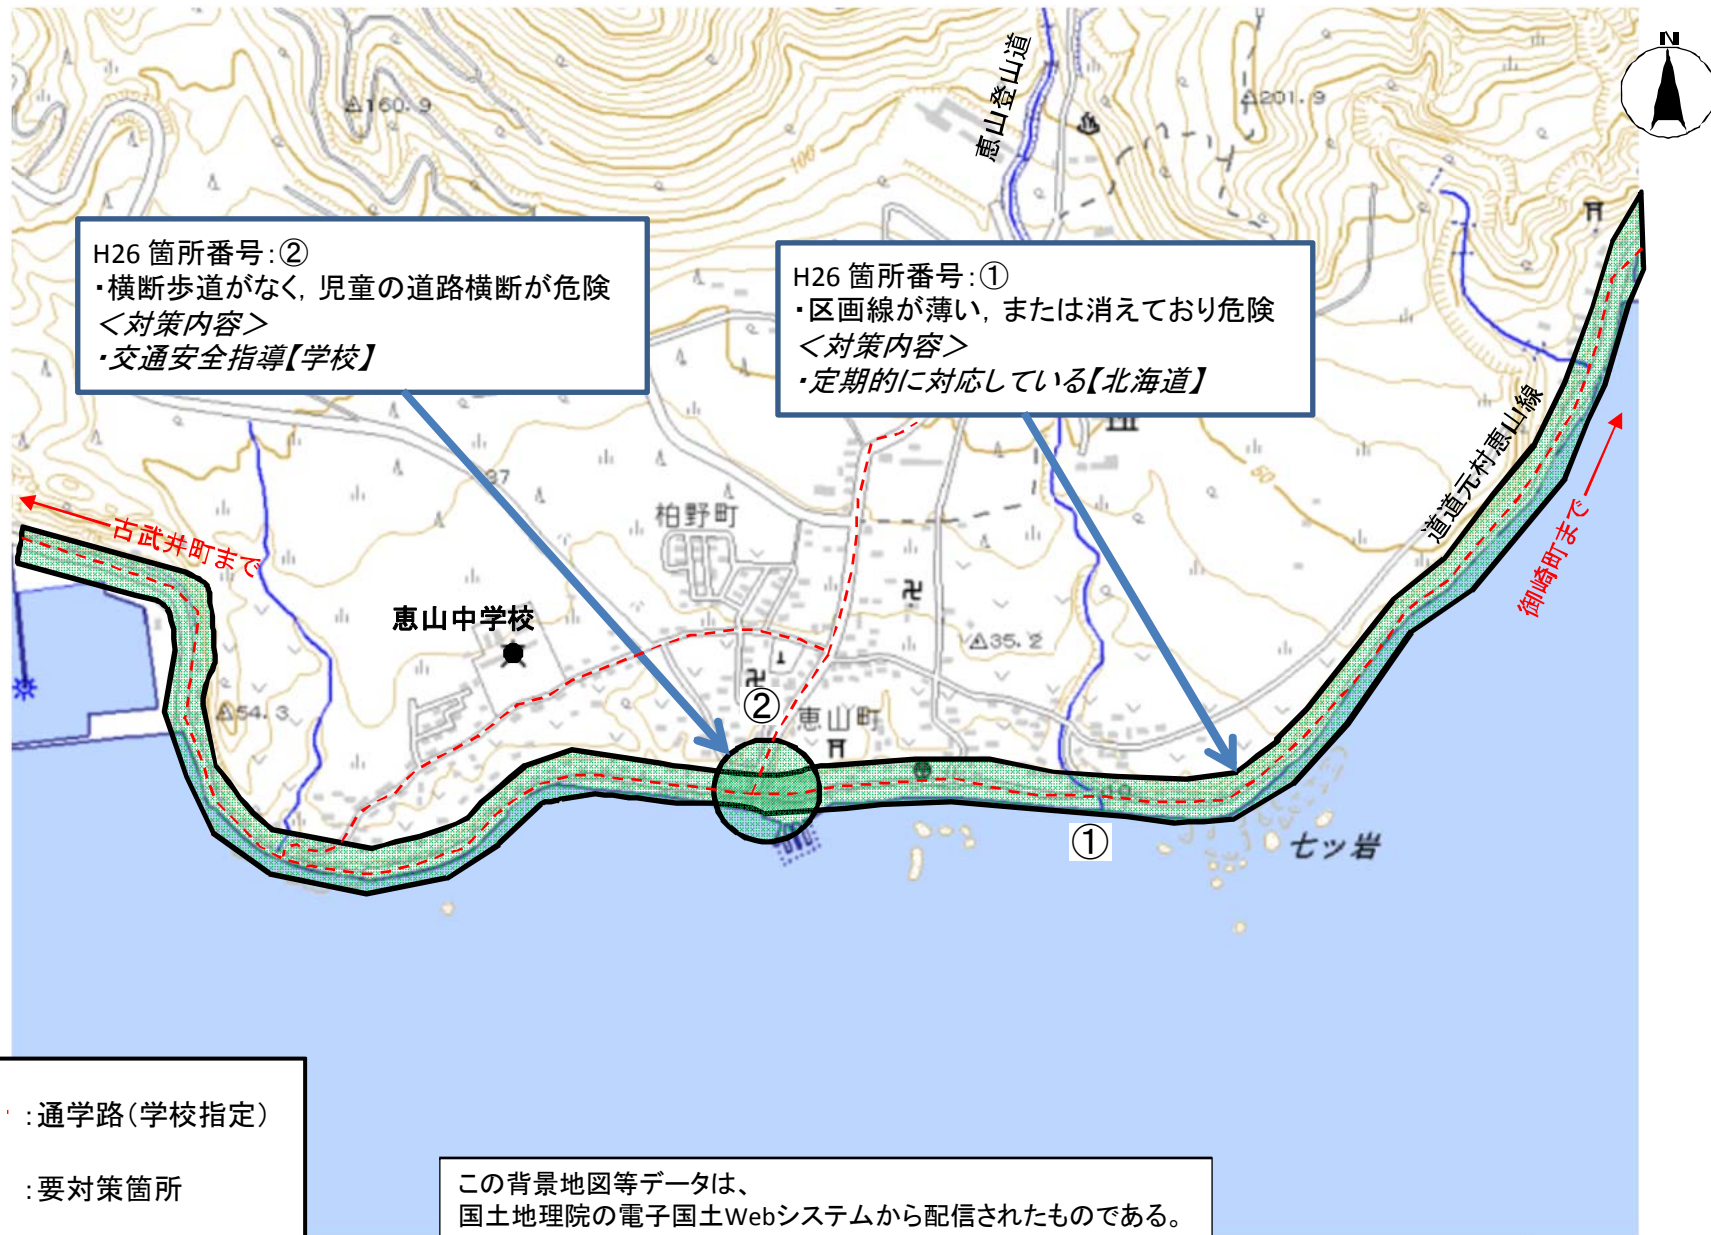 N
恵山登山道
160.9
201.9
100
H26 箇所番号:②
・横断歩道がなく, 児童の道路横断が危険
＜対策内容＞
・交通安全指導【学校】
H26 箇所番号:①
・区画線が薄い, または消えており危険
＜対策内容＞
・定期的に対応している【北海道】
道道元村恵山線
御崎町まで
古武井町まで
37
50
柏野町
恵山中学校
35.2
54.3
②
恵山町
①
七ッ岩
:通学路(学校指定)
:要対策箇所
この背景地図等データは、
国土地理院の電子国土Webシステムから配信されたものである。